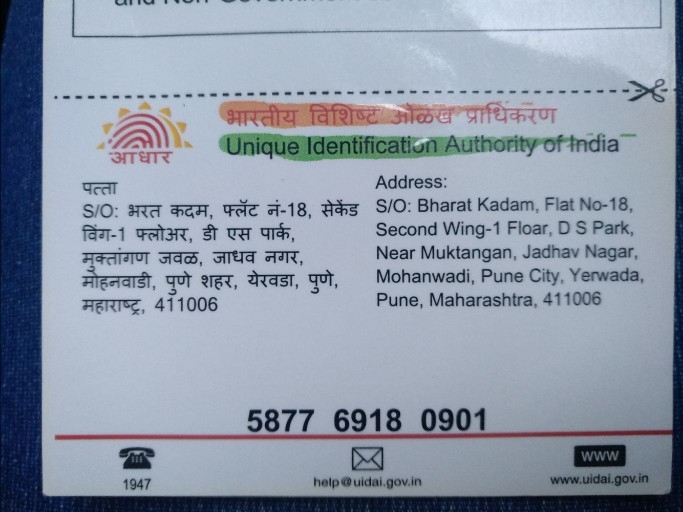 and Non-Government
भारतीय विशिष्ट ओळख प्राधिकरण
Unique Identification Authority of India
आधार
पत्ता
S/O: भरत कदम, फ्लॅट नं-18, सेकेंड
विंग-1 फ्लोअर, डी एस पार्क,
मुक्तांगण जवळ, जाधव नगर,
मोहनवाडी, पुणे शहर, येरवडा, पुणे,
महाराष्ट्र, 411006
Address:
S/O: Bharat Kadam, Flat No-18,
Second Wing-1 Floar, D S Park,
Near Muktangan, Jadhav Nagar,
Mohanwadi, Pune City, Yerwada,
Pune, Maharashtra, 411006
5877 6918 0901
1947
help@uidai.gov.in
www
www.uidai.gov.in